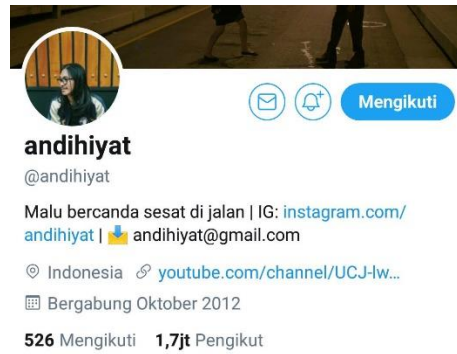 Mengikuti
andihiyat
@andihiyat
Malu bercanda sesat di jalan | IG: instagram.com/
andihiyat | 📩 andihiyat@gmail.com
Indonesia youtube.com/channel/UCJ-lw...
Bergabung Oktober 2012
526 Mengikuti 1,7jt Pengikut